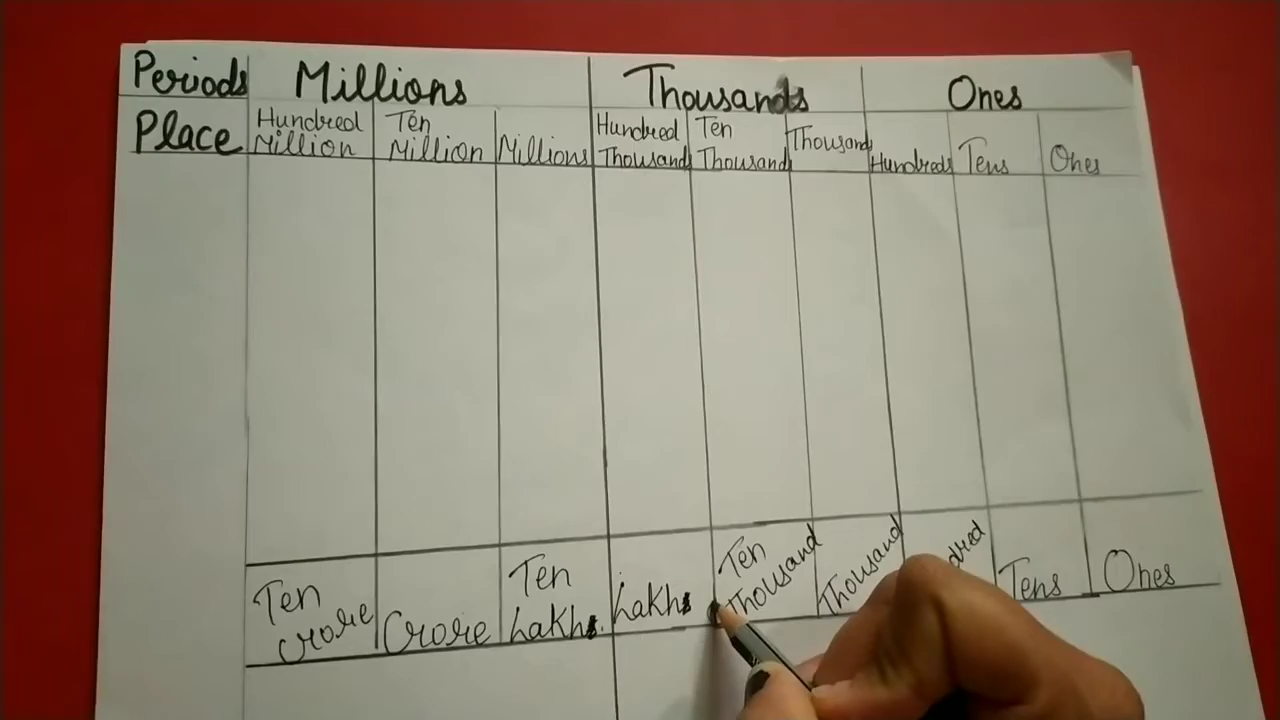 Periods Millions Thousands Ones
Place Hundred Million Ten Million Millions Hundred Thousand Ten Thousand Thousand Hundreds Tens Ones
Ten Crore Crore Ten Lakhs. Lakhs Ten Thousand Thousand Tens Ones